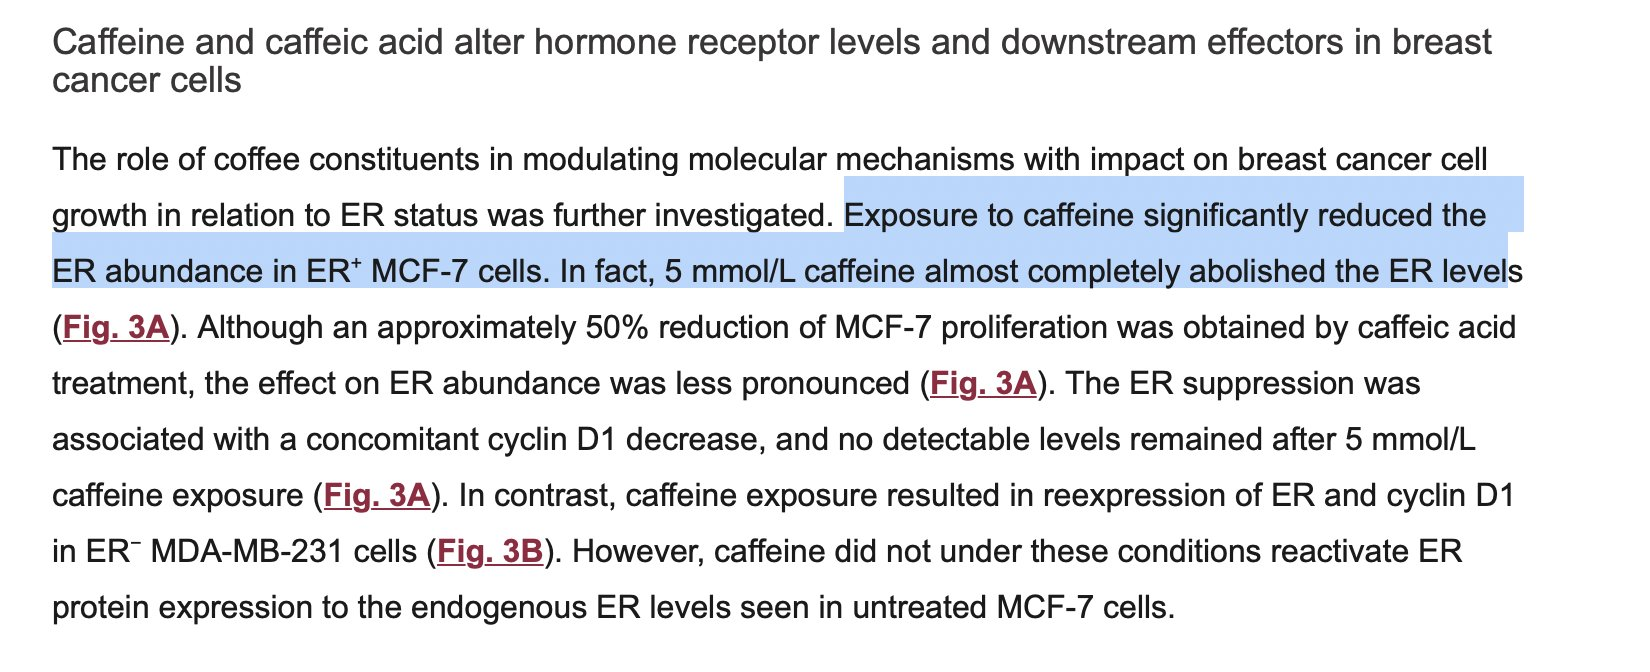 Caffeine and caffeic acid alter hormone receptor levels and downstream effectors in breast
cancer cells
The role of coffee constituents in modulating molecular mechanisms with impact on breast cancer cell
growth in relation to ER status was further investigated. Exposure to caffeine significantly reduced the
ER abundance in ER⁺ MCF-7 cells. In fact, 5 mmol/L caffeine almost completely abolished the ER levels
(Fig. 3A). Although an approximately 50% reduction of MCF-7 proliferation was obtained by caffeic acid
treatment, the effect on ER abundance was less pronounced (Fig. 3A). The ER suppression was
associated with a concomitant cyclin D1 decrease, and no detectable levels remained after 5 mmol/L
caffeine exposure (Fig. 3A). In contrast, caffeine exposure resulted in reexpression of ER and cyclin D1
in ER⁻ MDA-MB-231 cells (Fig. 3B). However, caffeine did not under these conditions reactivate ER
protein expression to the endogenous ER levels seen in untreated MCF-7 cells.